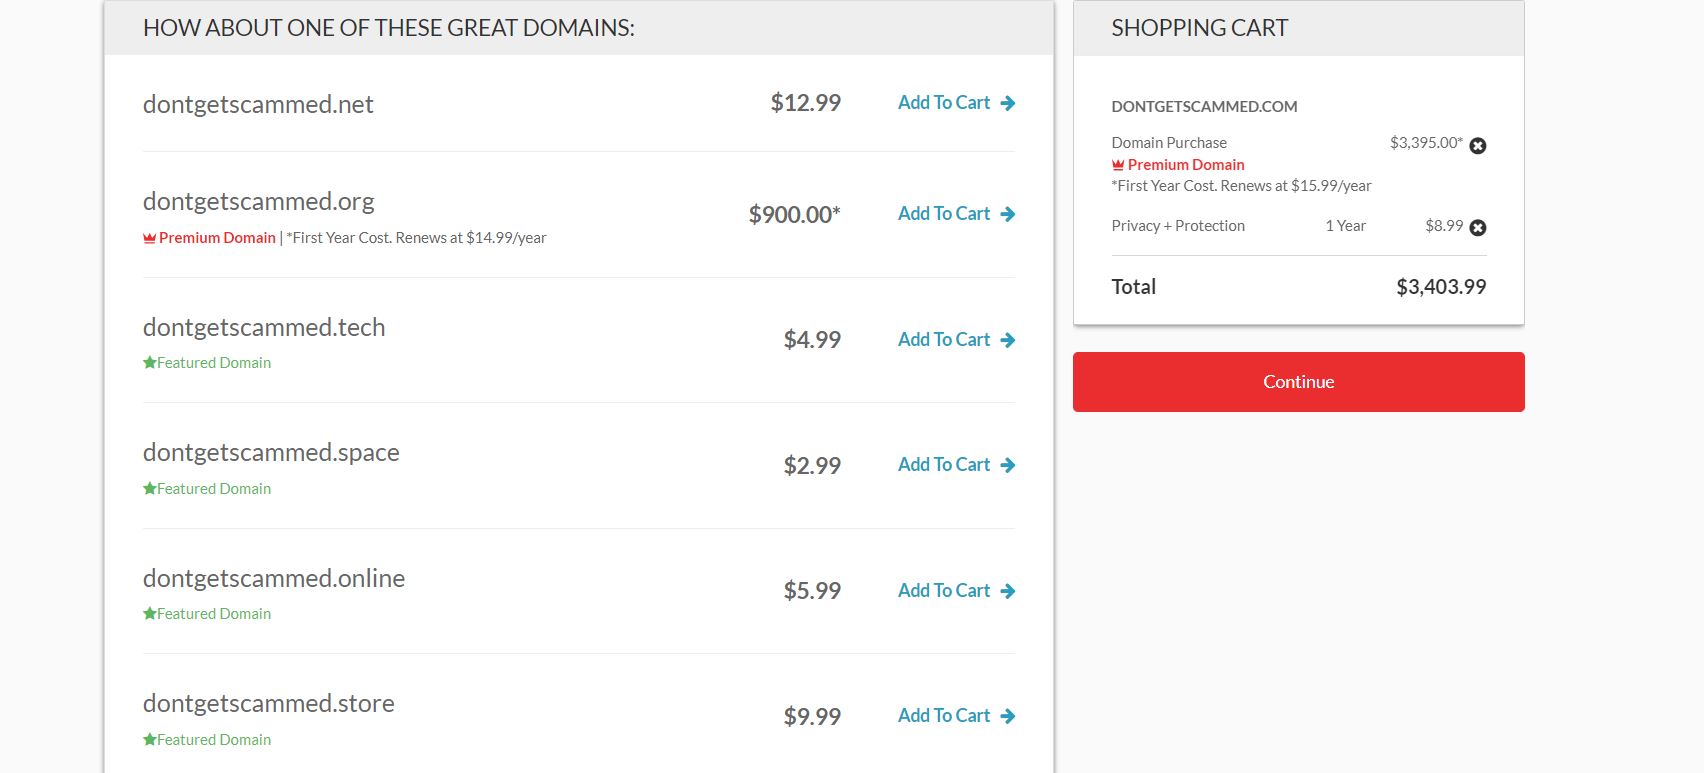 HOW ABOUT ONE OF THESE GREAT DOMAINS:
dontgetscammed.net $12.99 Add To Cart
dontgetscammed.org $900.00* Add To Cart
Premium Domain | *First Year Cost. Renews at $14.99/year
dontgetscammed.tech $4.99 Add To Cart
Featured Domain
dontgetscammed.space $2.99 Add To Cart
Featured Domain
dontgetscammed.online $5.99 Add To Cart
Featured Domain
dontgetscammed.store $9.99 Add To Cart
Featured Domain
SHOPPING CART
DONTGETSCAMMED.COM
Domain Purchase $3,395.00*
Premium Domain
*First Year Cost. Renews at $15.99/year
Privacy + Protection 1 Year $8.99
Total $3,403.99
Continue